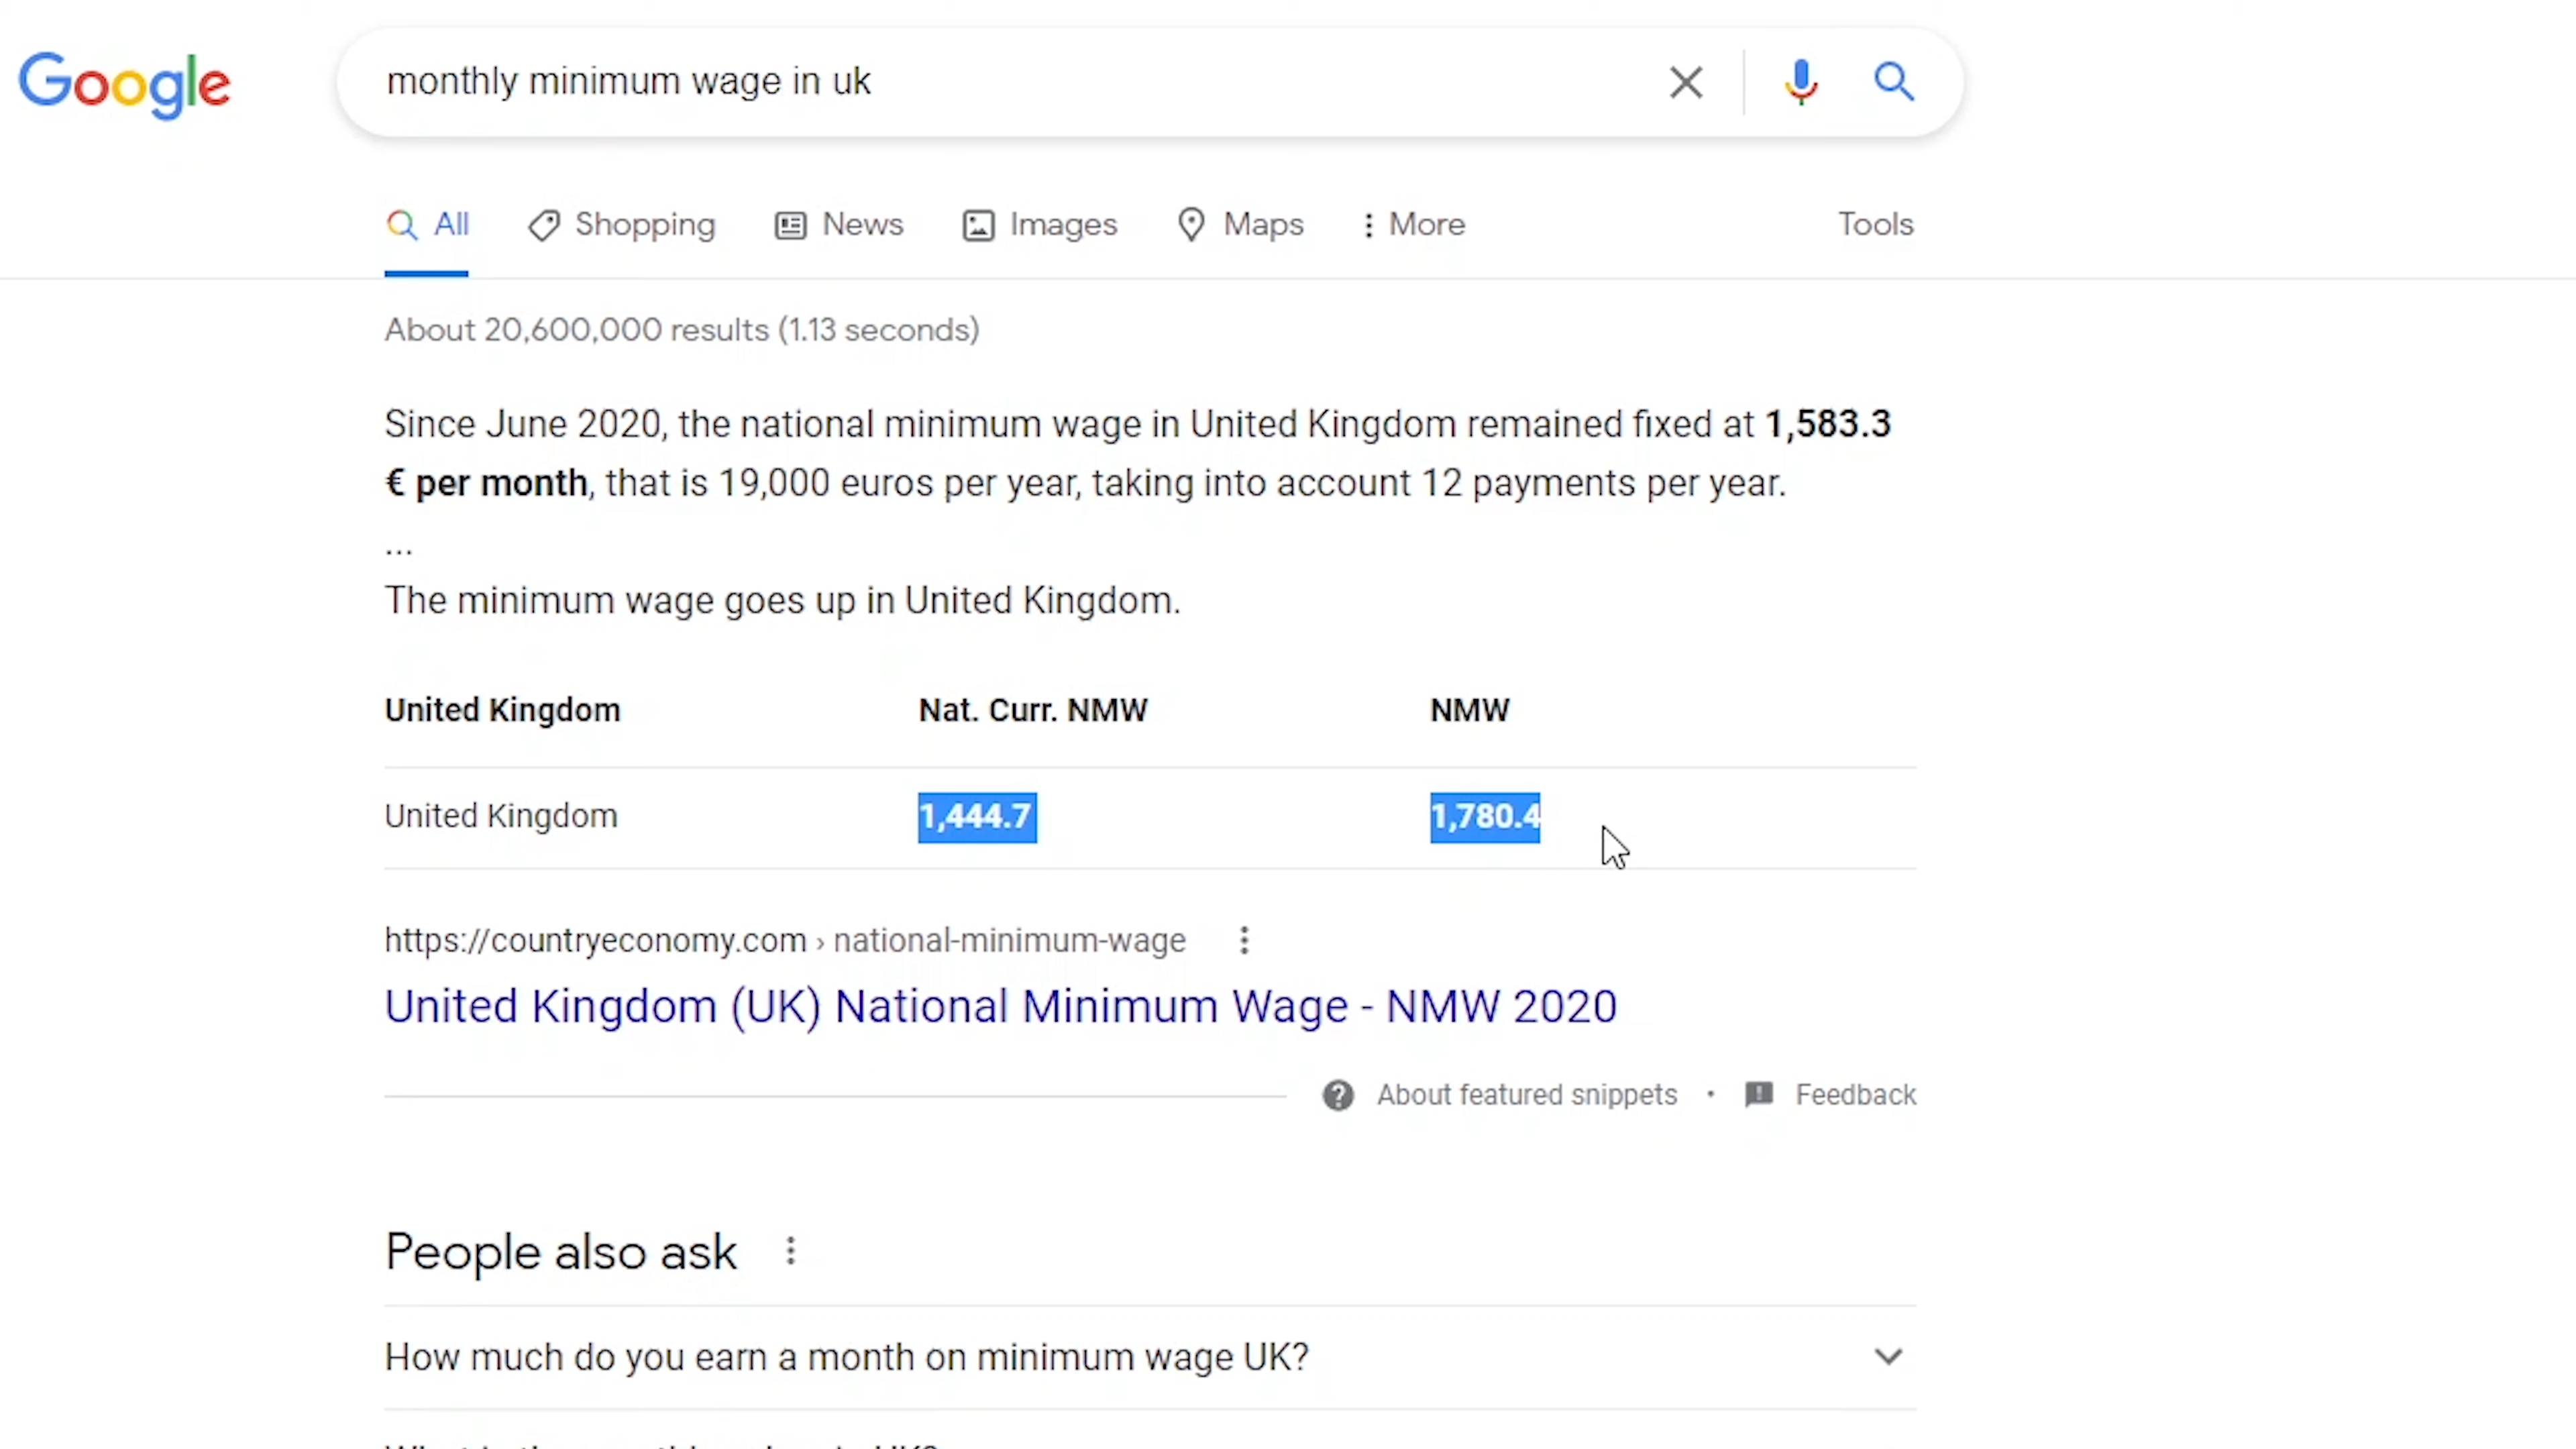 Google
monthly minimum wage in uk
All Shopping News Images Maps More Tools
About 20,600,000 results (1.13 seconds)
Since June 2020, the national minimum wage in United Kingdom remained fixed at 1,583.3
€ per month, that is 19,000 euros per year, taking into account 12 payments per year.
...
The minimum wage goes up in United Kingdom.
United Kingdom Nat. Curr. NMW NMW
United Kingdom 1,444.7 1,780.4
https://countryeconomy.com › national-minimum-wage
United Kingdom (UK) National Minimum Wage - NMW 2020
About featured snippets • Feedback
People also ask
How much do you earn a month on minimum wage UK?